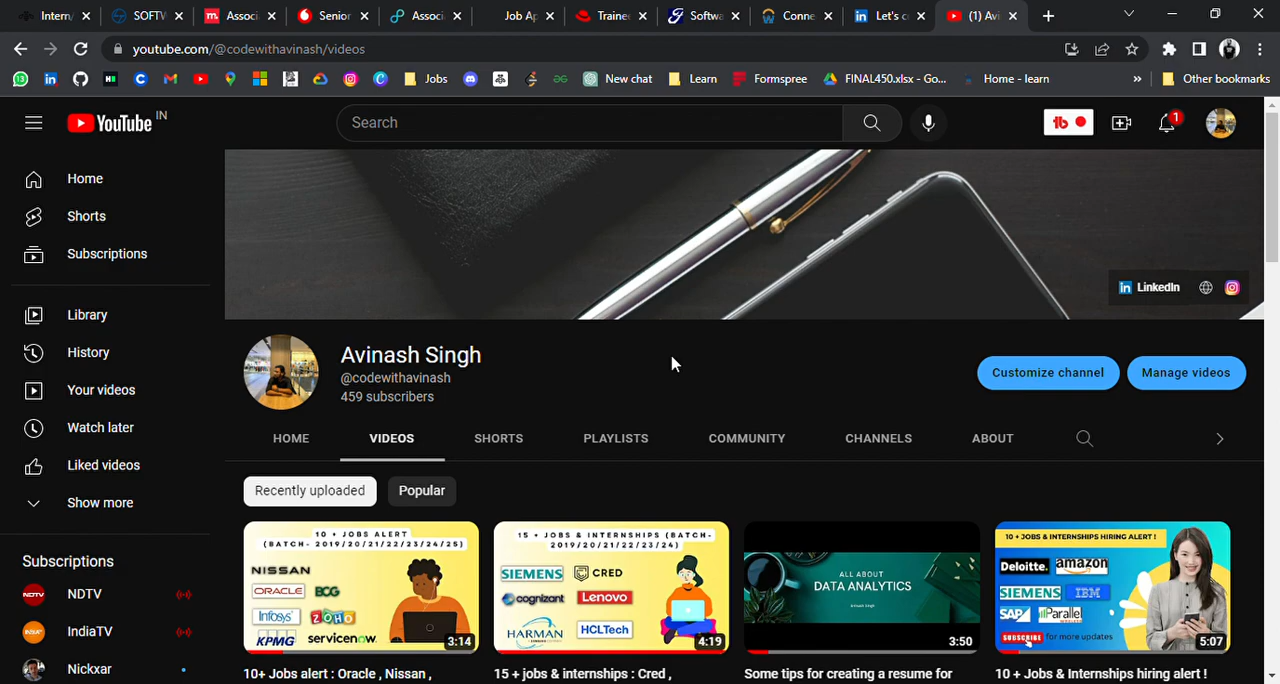 Intern/
SOFTW
Associ
Senior
Associ
Job Ap
Trainee
Softwa
Conne
Let's c
(1) Avi
youtube.com/@codewithavinash/videos
Jobs
New chat
Learn
Formspree
FINAL450.xlsx - Go...
Home - learn
»
Other bookmarks
YouTube IN
Search
1
Home
Shorts
Subscriptions
Library
History
Your videos
Watch later
Liked videos
Show more
Subscriptions
NDTV
IndiaTV
Nickxar
LinkedIn
Avinash Singh
@codewithavinash
459 subscribers
Customize channel
Manage videos
HOME
VIDEOS
SHORTS
PLAYLISTS
COMMUNITY
CHANNELS
ABOUT
Recently uploaded
Popular
10 + JOBS ALERT
(BATCH- 2019/20/21/22/23/24/25)
NISSAN
ORACLE BCG
Infosys ZOHO
KPMG servicenow
3:14
10+ Jobs alert : Oracle , Nissan ,
15 + JOBS & INTERNSHIPS (BATCH-
2019/20/21/22/23/24)
SIEMENS CRED
cognizant Lenovo
HARMAN HCLTech
4:19
15 + jobs & internships : Cred ,
ALL ABOUT
DATA ANALYTICS
3:50
Some tips for creating a resume for
10 + JOBS & INTERNSHIPS HIRING ALERT !
Deloitte. amazon
SIEMENS IBM
SAP Parallel
SUBSCRIBE for more updates
5:07
10 + Jobs & Internships hiring alert !